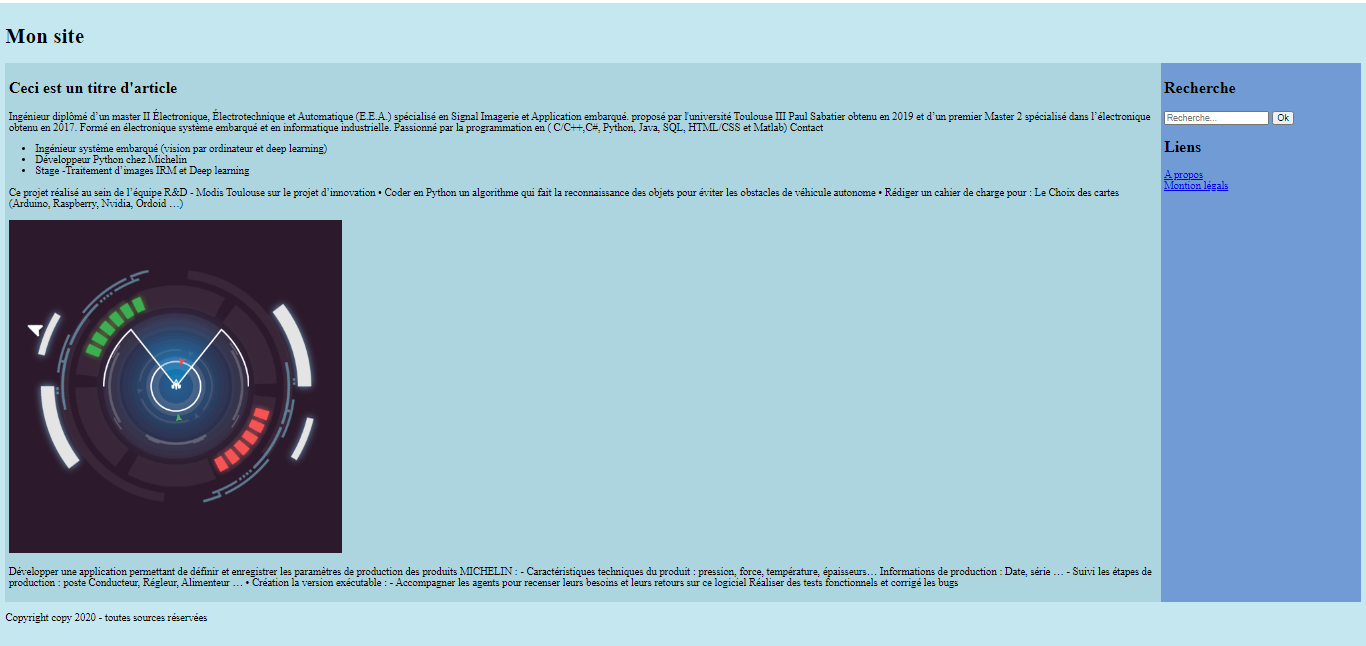 Mon site
Ceci est un titre d'article
Ingénieur diplômé d’un master II Électronique, Électrotechnique et Automatique (E.E.A.) spécialisé en Signal Imagerie et Application embarqué. proposé par l'université Toulouse III Paul Sabatier obtenu en 2019 et d’un premier Master 2 spécialisé dans l’électronique
obtenu en 2017. Formé en électronique système embarqué et en informatique industrielle. Passionné par la programmation en ( C/C++,C#, Python, Java, SQL, HTML/CSS et Matlab) Contact
• Ingénieur système embarqué (vision par ordinateur et deep learning)
• Développeur Python chez Michelin
• Stage -Traitement d’images IRM et Deep learning
Ce projet réalisé au sein de l’équipe R&D - Modis Toulouse sur le projet d’innovation • Coder en Python un algorithme qui fait la reconnaissance des objets pour éviter les obstacles de véhicule autonome • Rédiger un cahier de charge pour : Le Choix des cartes
(Arduino, Raspberry, Nvidia, Ordoid …)
Développer une application permettant de définir et enregistrer les paramètres de production des produits MICHELIN : - Caractéristiques techniques du produit : pression, force, température, épaisseurs… Informations de production : Date, série … - Suivi les étapes de
production : poste Conducteur, Régleur, Alimenteur … • Création la version exécutable : - Accompagner les agents pour recenser leurs besoins et leurs retours sur ce logiciel Réaliser des tests fonctionnels et corrigé les bugs
Recherche
Recherche... Ok
Liens
A propos
Montion légals
Copyright copy 2020 - toutes sources réservées